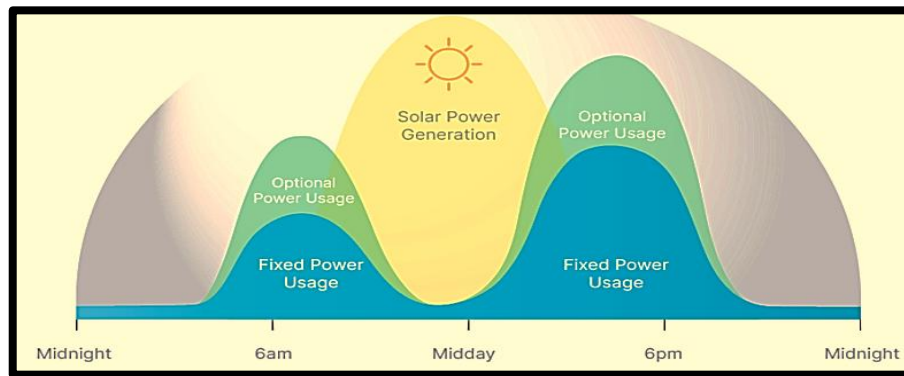 Solar Power
Generation
Optional
Power Usage
Optional
Power Usage
Fixed Power
Usage
Fixed Power
Usage
Midnight
6am
Midday
6pm
Midnight